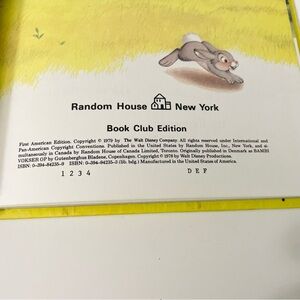 Random House New York
Book Club Edition
First American Edition. Copyright © 1979 by The Walt Disney Company. All rights reserved under International and
Pan-American Copyright Conventions. Published in the United States by Random House, Inc., New York, and si
multaneously in Canada by Random House of Canada Limited, Toronto. Originally published in Denmark as BAMBI
VOKSER OP by Gutenberghus Bladene, Copenhagen. Copyright © 1978 by Walt Disney Productions.
ISBN: 0-394-84235-9 ISBN: 0-394-94235-3 (lib. bdg.) Manufactured in the United States of America.
1 2 3 4 D E F